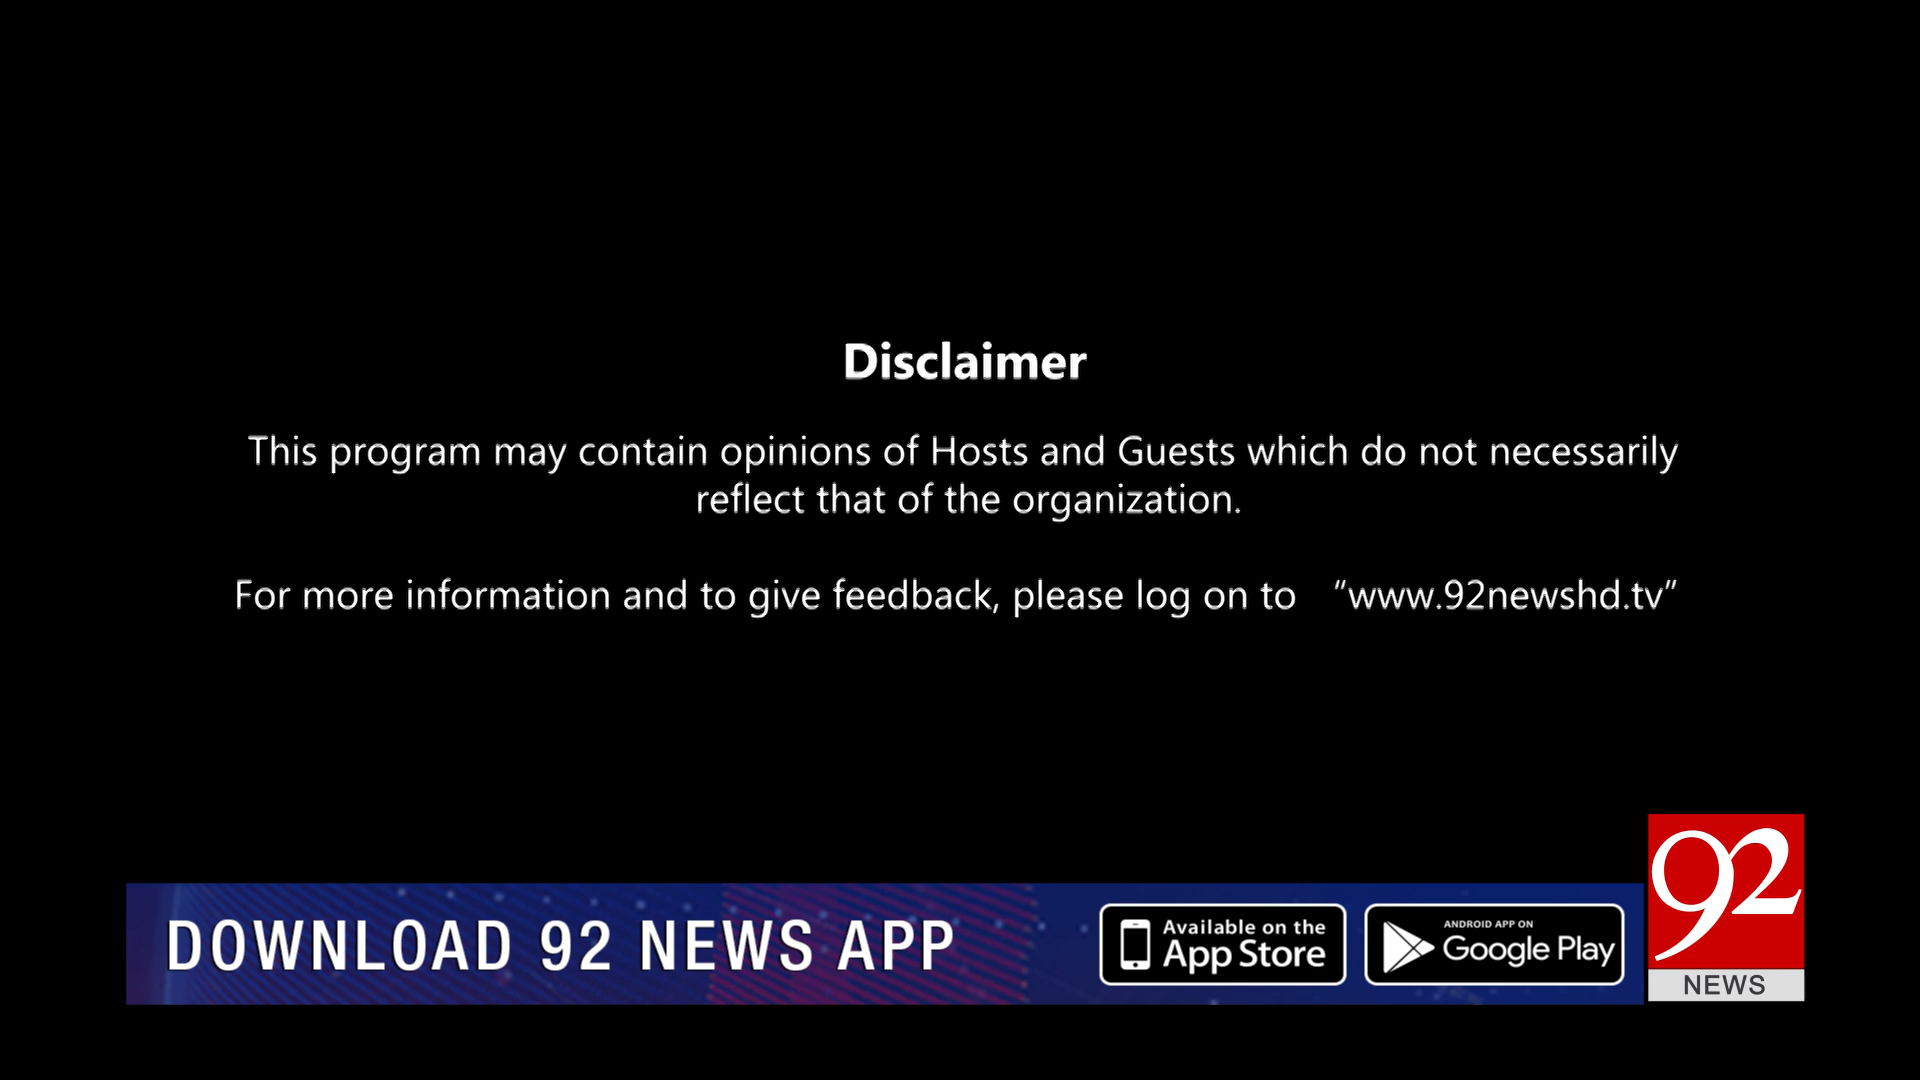 Disclaimer
This program may contain opinions of Hosts and Guests which do not necessarily
reflect that of the organization.
For more information and to give feedback, please log on to “www.92newshd.tv”
DOWNLOAD 92 NEWS APP
Available on the
App Store
ANDROID APP ON
Google Play
92
NEWS